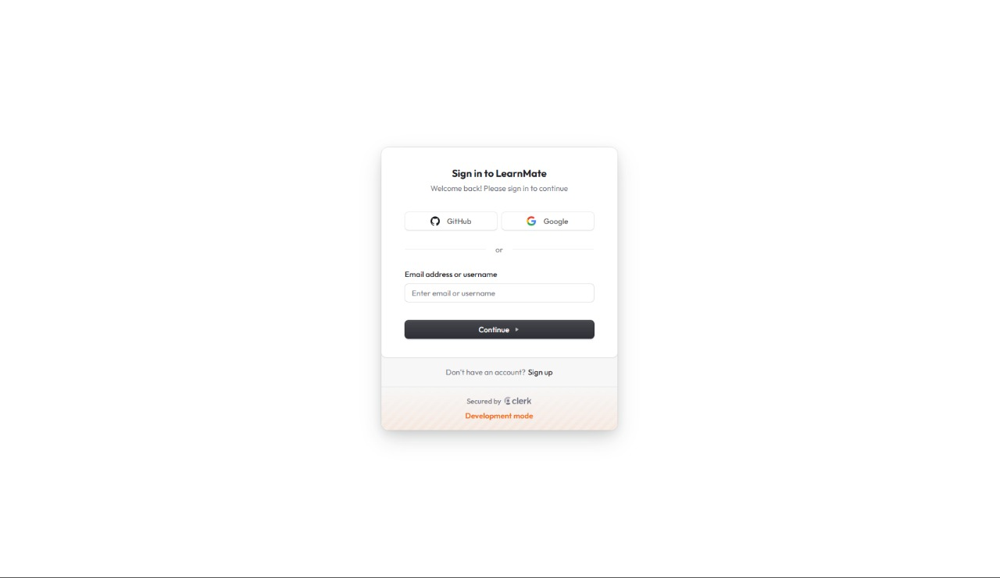 Sign in to LearnMate
Welcome back! Please sign in to continue
GitHub
Google
or
Email address or username
Enter email or username
Continue
Don't have an account? Sign up
Secured by clerk
Development mode